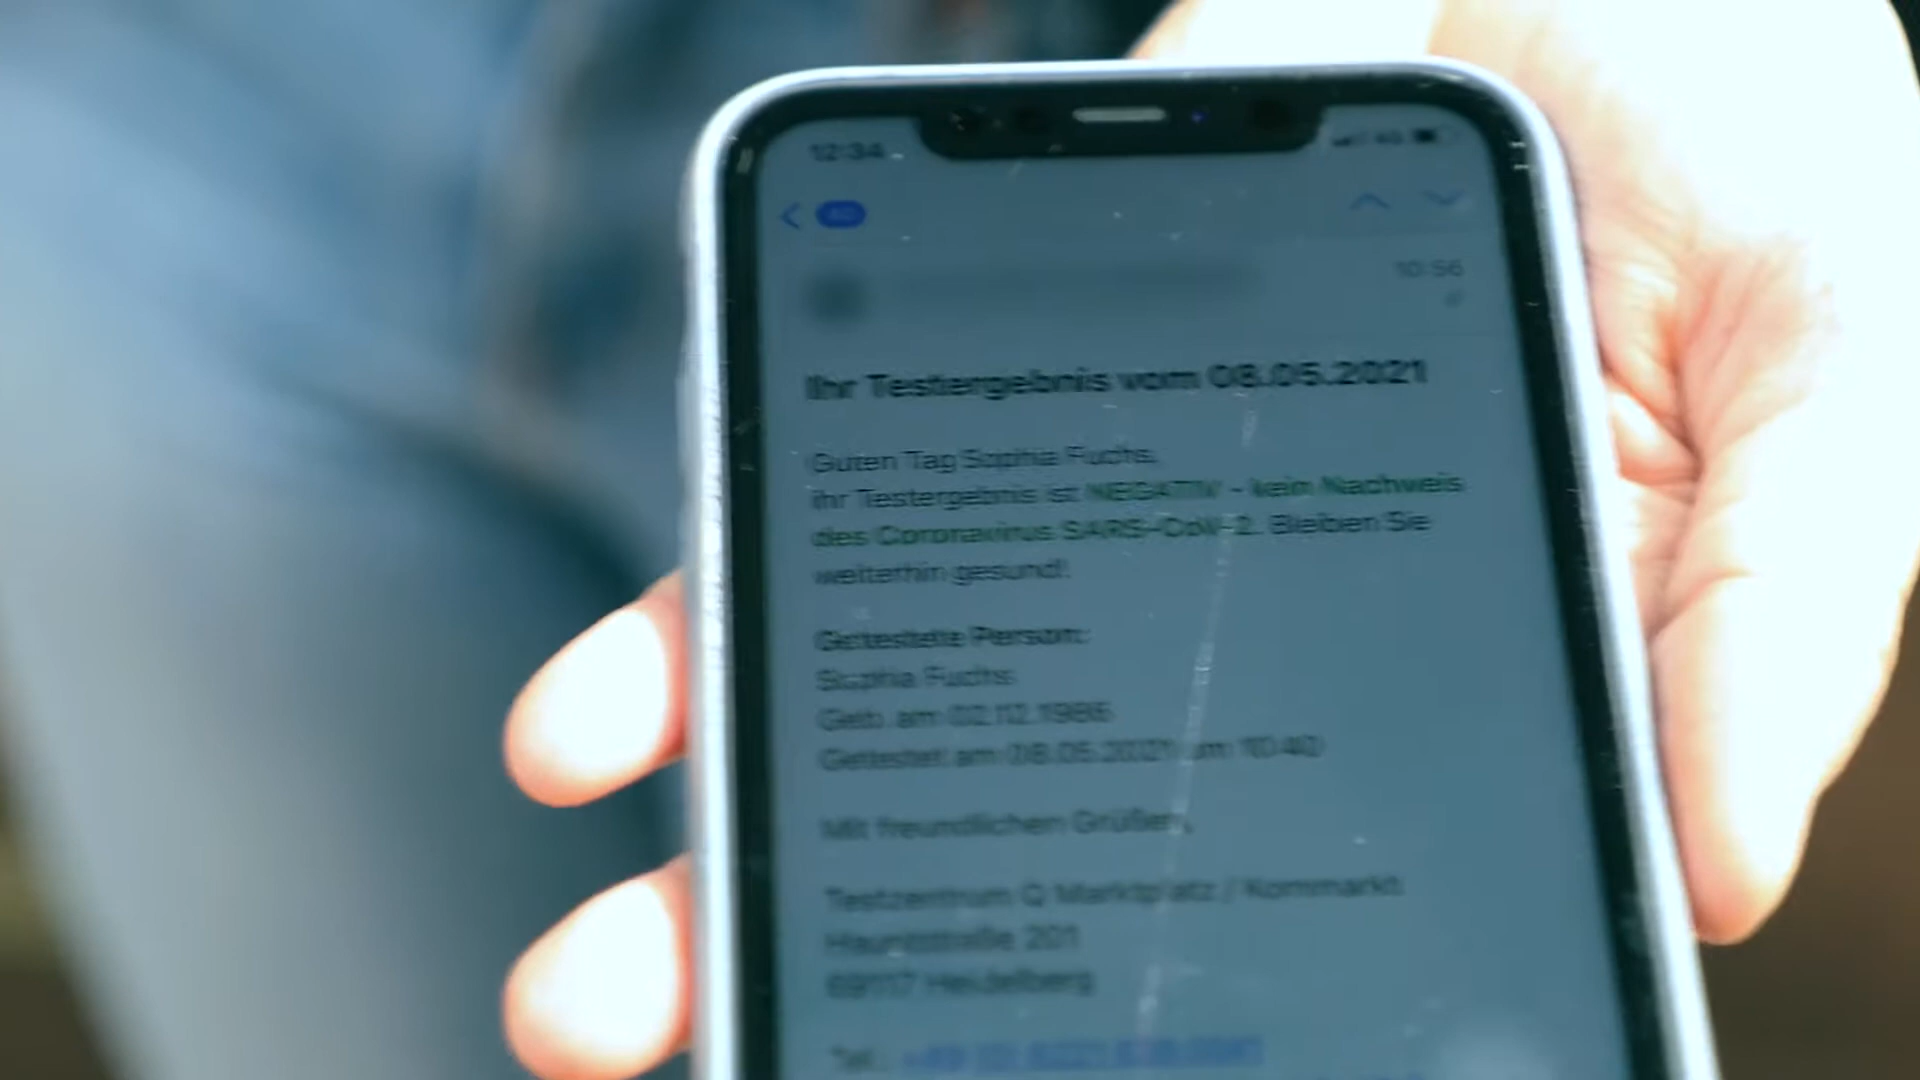 12:34
10:56
Ihr Testergebnis vom 08.05.2021
Guten Tag Sophia Fuchs,
Ihr Testergebnis ist NEGATIV - kein Nachweis
des Coronavirus SARS-CoV-2. Bleiben Sie
weiterhin gesund!
Getestete Person:
Sophia Fuchs
Geb. am 02.12.1986
Getestet am 08.05.2021 um 10:40
Mit freundlichen Grüßen,
Testzentrum Q Marktplatz / Kornmarkt
Hauptstraße 201
69117 Heidelberg
Tel.: